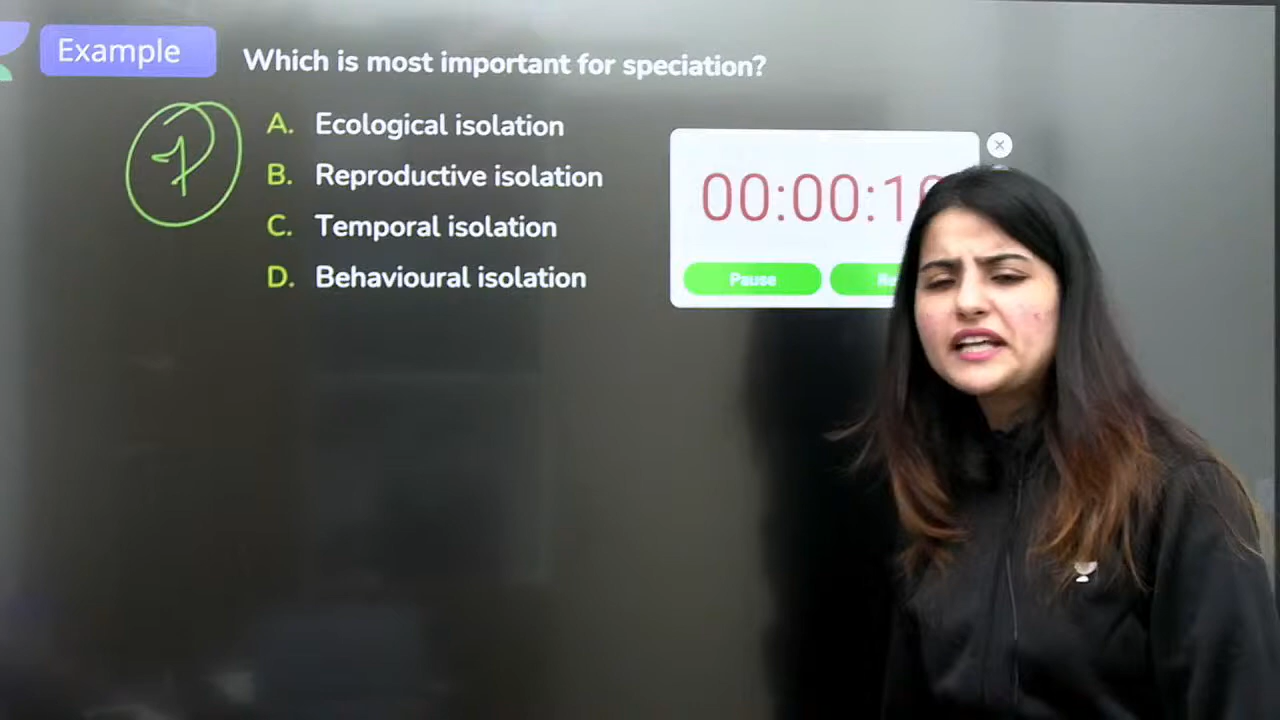 Example
Which is most important for speciation?
A. Ecological isolation
B. Reproductive isolation
C. Temporal isolation
D. Behavioural isolation
Pause